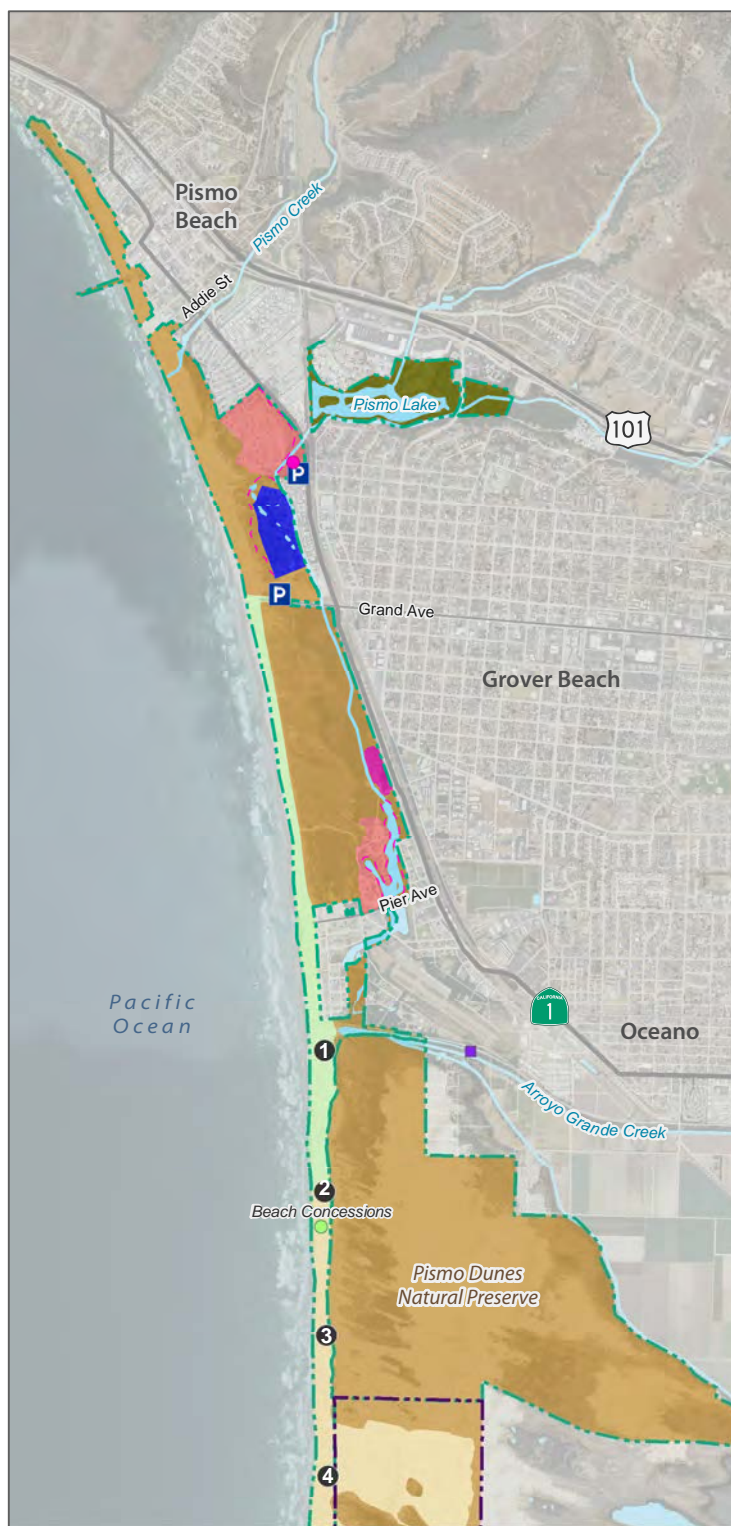 Pismo
Beach
Pismo Creek
Addie St
Pismo Lake
101
P
P
Grand Ave
Grover Beach
Pier Ave
Pacific
Ocean
CALIFORNIA
1
Oceano
1
Arroyo Grande Creek
2
Beach Concessions
Pismo Dunes
Natural Preserve
3
4